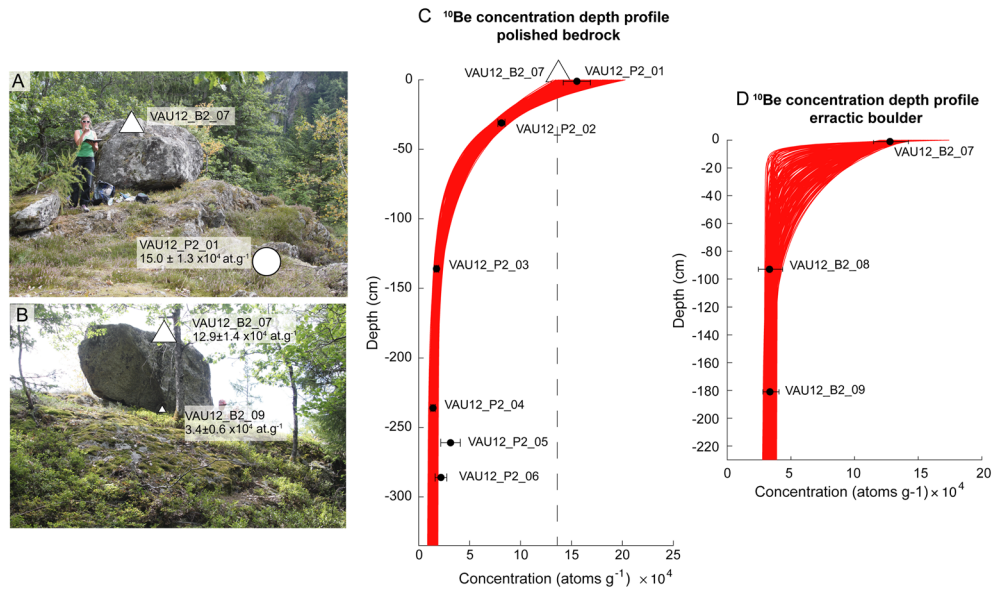 A
VAU12_B2_07
VAU12_P2_01
15.0 ± 1.3 x10⁴ at.g⁻¹
B
VAU12_B2_07
12.9±1.4 x10⁴ at.g⁻
VAU12_B2_09
3.4±0.6 x10⁴ at.g⁻¹
C
¹⁰Be concentration depth profile
polished bedrock
VAU12_B2_07
VAU12_P2_01
VAU12_P2_02
VAU12_P2_03
VAU12_P2_04
VAU12_P2_05
VAU12_P2_06
Depth (cm)
0
-50
-100
-150
-200
-250
-300
0 5 10 15 20 25
Concentration (atoms g⁻¹) × 10⁴
D
¹⁰Be concentration depth profile
erractic boulder
VAU12_B2_07
VAU12_B2_08
VAU12_B2_09
Depth (cm)
0
-20
-40
-60
-80
-100
-120
-140
-160
-180
-200
-220
0 5 10 15 20
Concentration (atoms g-1) × 10⁴